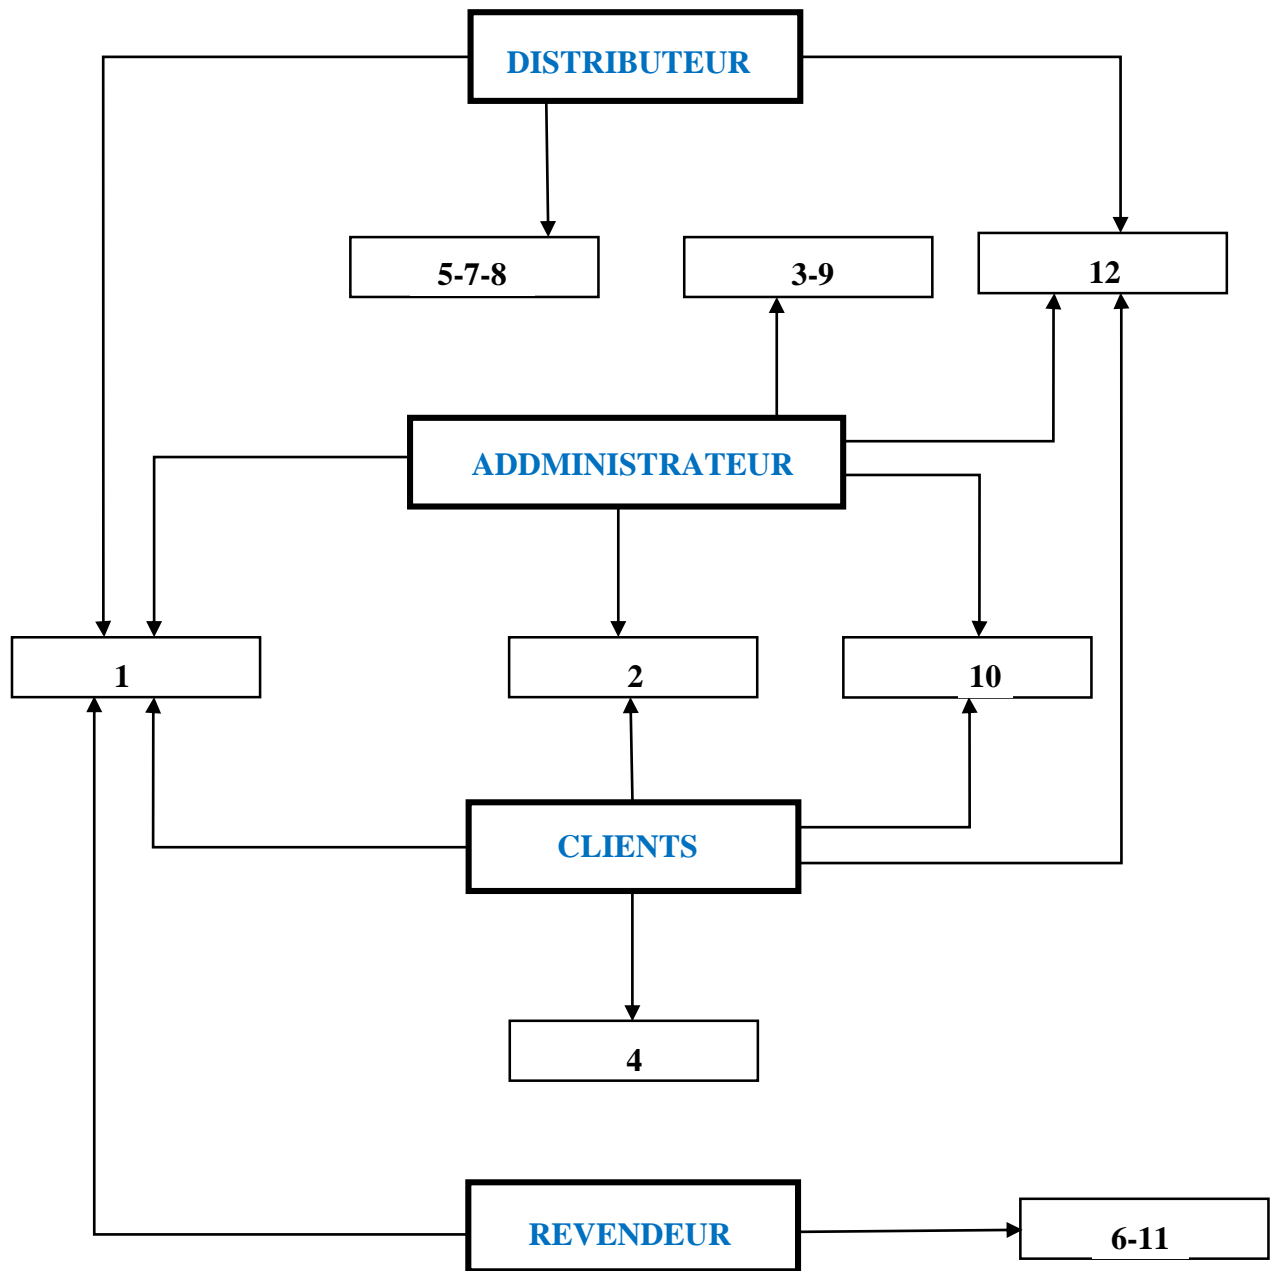 DISTRIBUTEUR
5-7-8
3-9
12
ADDMINISTRATEUR
1
2
10
CLIENTS
4
REVENDEUR
6-11